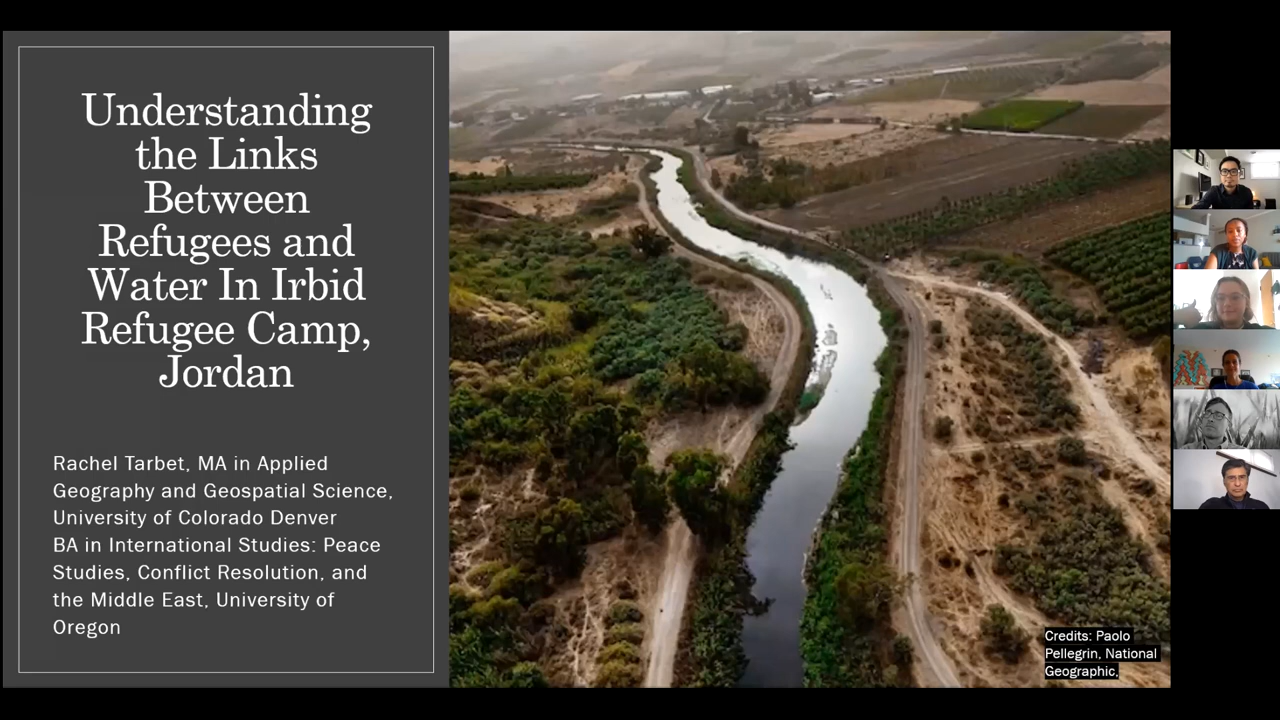 Understanding
the Links
Between
Refugees and
Water In Irbid
Refugee Camp,
Jordan
Rachel Tarbet, MA in Applied
Geography and Geospatial Science,
University of Colorado Denver
BA in International Studies: Peace
Studies, Conflict Resolution, and
the Middle East, University of
Oregon
Credits: Paolo
Pellegrin, National
Geographic,